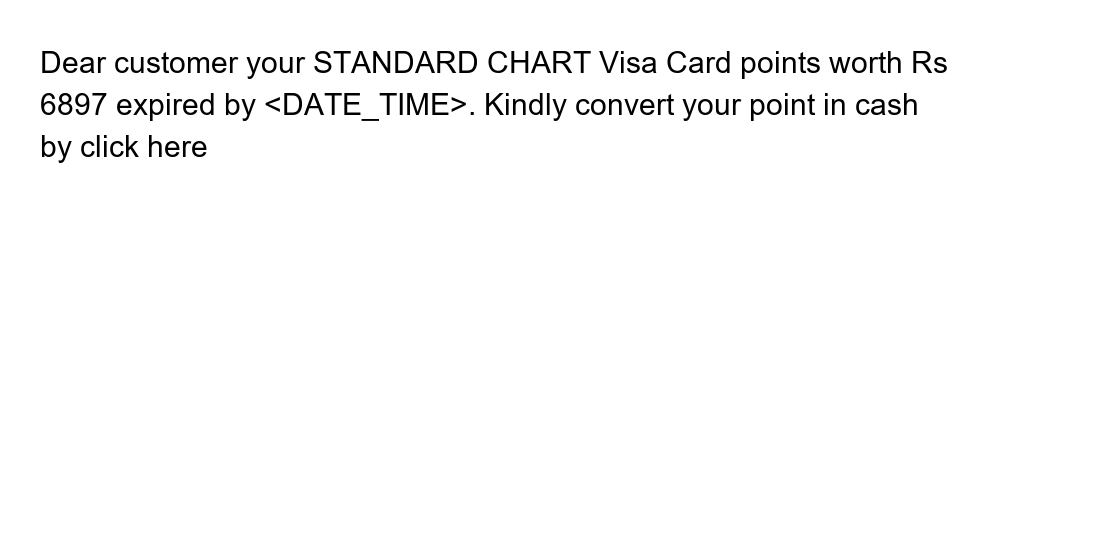 Dear customer your STANDARD CHART Visa Card points worth Rs
6897 expired by <DATE_TIME>. Kindly convert your point in cash
by click here